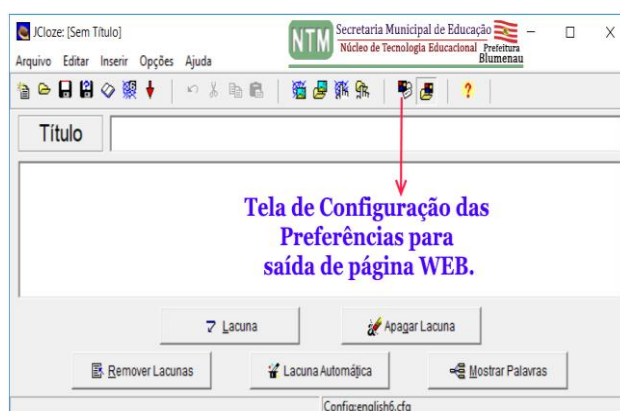 JCloze: [Sem Título]
NTM
Secretaria Municipal de Educação
Núcleo de Tecnologia Educacional
Prefeitura
Blumenau
Arquivo Editar Inserir Opções Ajuda
Título
Tela de Configuração das
Preferências para
saída de página WEB.
Lacuna
Apagar Lacuna
Remover Lacunas
Lacuna Automática
Mostrar Palavras
Config:english6.cfg